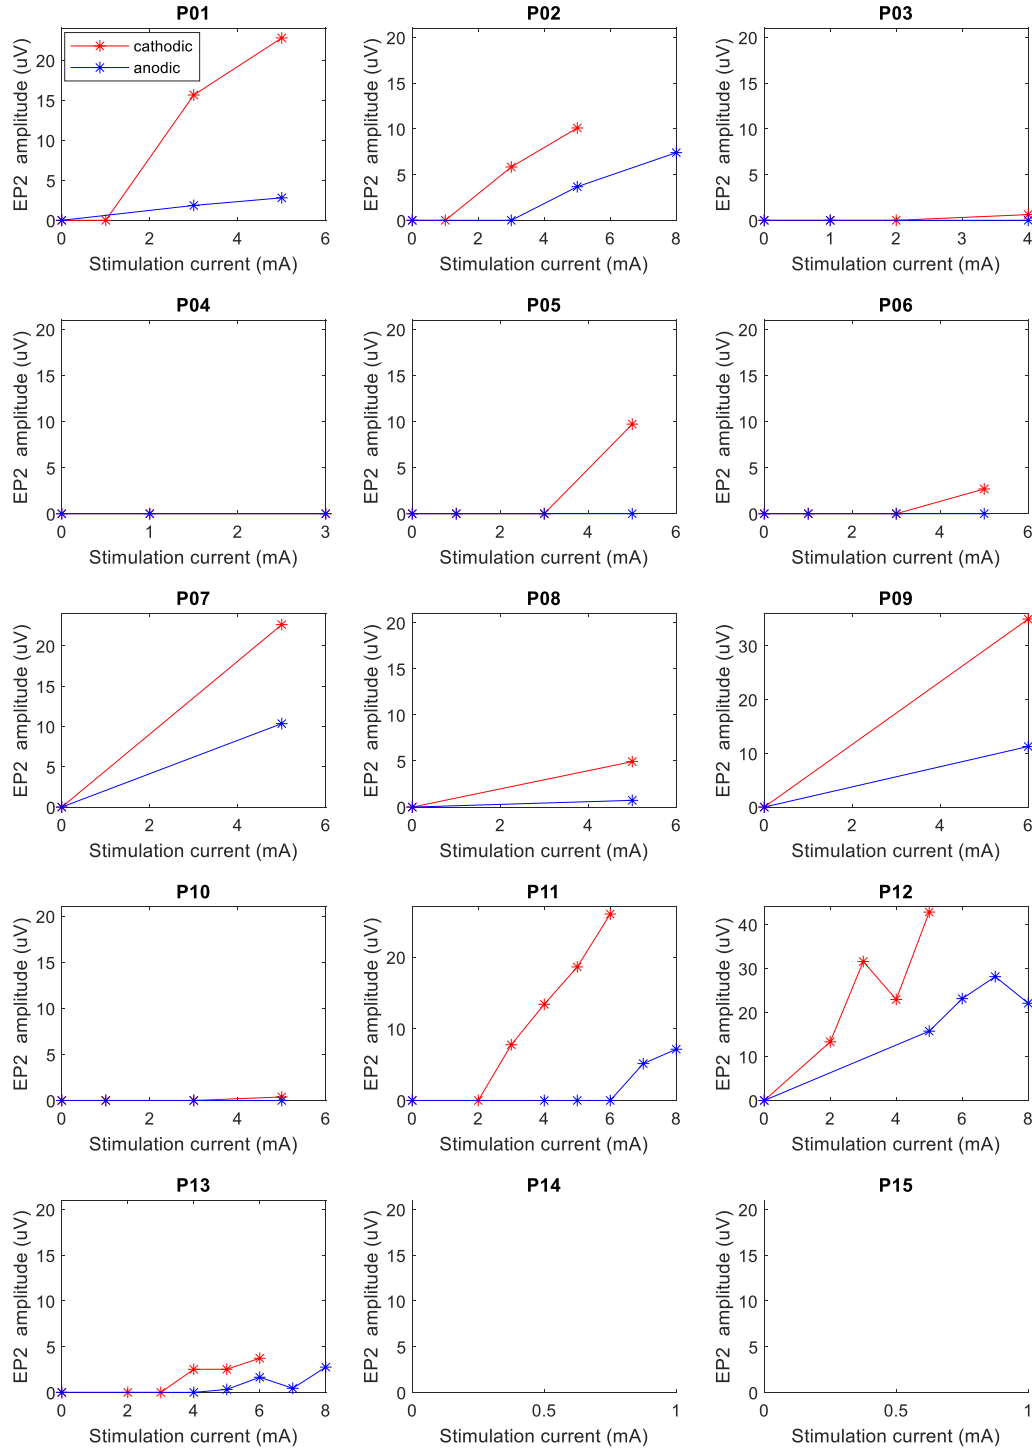 P01
EP2 amplitude (uV)
20
15
10
5
0
cathodic
anodic
0 2 4 6
Stimulation current (mA)
P02
EP2 amplitude (uV)
20
15
10
5
0
0 2 4 6 8
Stimulation current (mA)
P03
EP2 amplitude (uV)
20
15
10
5
0
0 1 2 3 4
Stimulation current (mA)
P04
EP2 amplitude (uV)
20
15
10
5
0
0 1 2 3
Stimulation current (mA)
P05
EP2 amplitude (uV)
20
15
10
5
0
0 2 4 6
Stimulation current (mA)
P06
EP2 amplitude (uV)
20
15
10
5
0
0 2 4 6
Stimulation current (mA)
P07
EP2 amplitude (uV)
20
15
10
5
0
0 2 4 6
Stimulation current (mA)
P08
EP2 amplitude (uV)
20
15
10
5
0
0 2 4 6
Stimulation current (mA)
P09
EP2 amplitude (uV)
30
20
10
0
0 2 4 6
Stimulation current (mA)
P10
EP2 amplitude (uV)
20
15
10
5
0
0 2 4 6
Stimulation current (mA)
P11
EP2 amplitude (uV)
20
10
0
0 2 4 6 8
Stimulation current (mA)
P12
EP2 amplitude (uV)
40
30
20
10
0
0 2 4 6 8
Stimulation current (mA)
P13
EP2 amplitude (uV)
20
15
10
5
0
0 2 4 6 8
Stimulation current (mA)
P14
EP2 amplitude (uV)
20
15
10
5
0
0 0.5 1
Stimulation current (mA)
P15
EP2 amplitude (uV)
20
15
10
5
0
0 0.5 1
Stimulation current (mA)